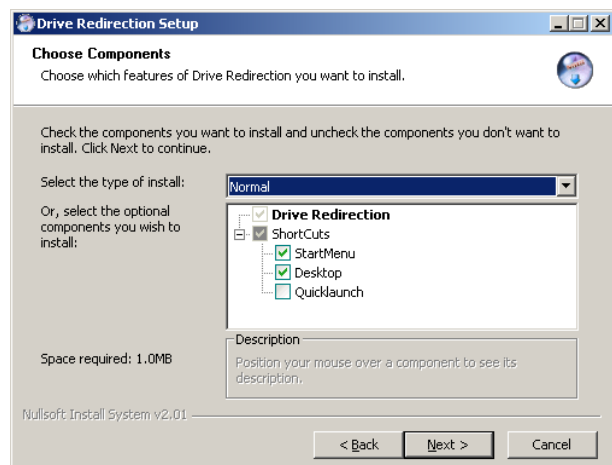 Drive Redirection Setup
Choose Components
Choose which features of Drive Redirection you want to install.
Check the components you want to install and uncheck the components you don't want to
install. Click Next to continue.
Select the type of install:
Normal
Or, select the optional
components you wish to
install:
Drive Redirection
ShortCuts
StartMenu
Desktop
Quicklaunch
Space required: 1.0MB
Description
Position your mouse over a component to see its
description.
Nullsoft Install System v2.01
< Back
Next >
Cancel